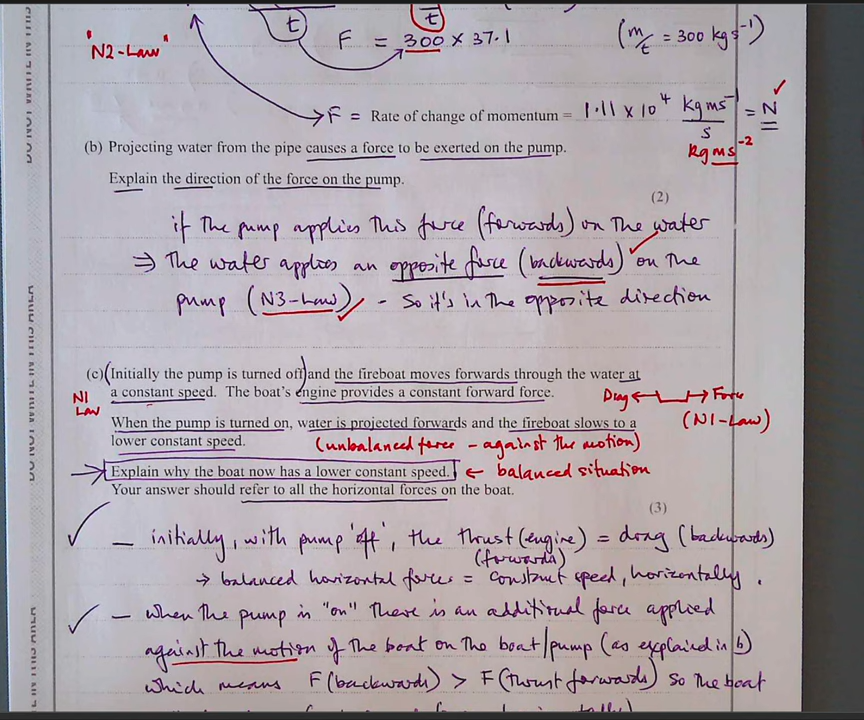 t
t
"N2-Law"
F = 300 × 37.1 (m/t = 300 kg s⁻¹)
F = Rate of change of momentum = 1.11 × 10⁴ kg ms⁻¹/s = N
kg ms⁻²
(b) Projecting water from the pipe causes a force to be exerted on the pump.
Explain the direction of the force on the pump.
(2)
if the pump applies this force (forwards) on the water
⇒ The water applies an opposite force (backwards) on the
pump (N3-Law) - So it's in the opposite direction
(c) (Initially the pump is turned off) and the fireboat moves forwards through the water at
a constant speed. The boat's engine provides a constant forward force.
N1 Law
Drag ← → Force
(N1-Law)
When the pump is turned on, water is projected forwards and the fireboat slows to a
lower constant speed. (unbalanced force - against the motion)
Explain why the boat now has a lower constant speed. ← balanced situation
Your answer should refer to all the horizontal forces on the boat.
(3)
— initially, with pump 'off', the thrust (engine) = drag (backwards)
(forwards)
→ balanced horizontal forces = constant speed, horizontally.
— when the pump is "on" there is an additional force applied
against the motion of the boat on the boat/pump (as explained in b)
which means F (backwards) > F (thrust forwards) so the boat
DO NOT WRITE IN THIS AREA